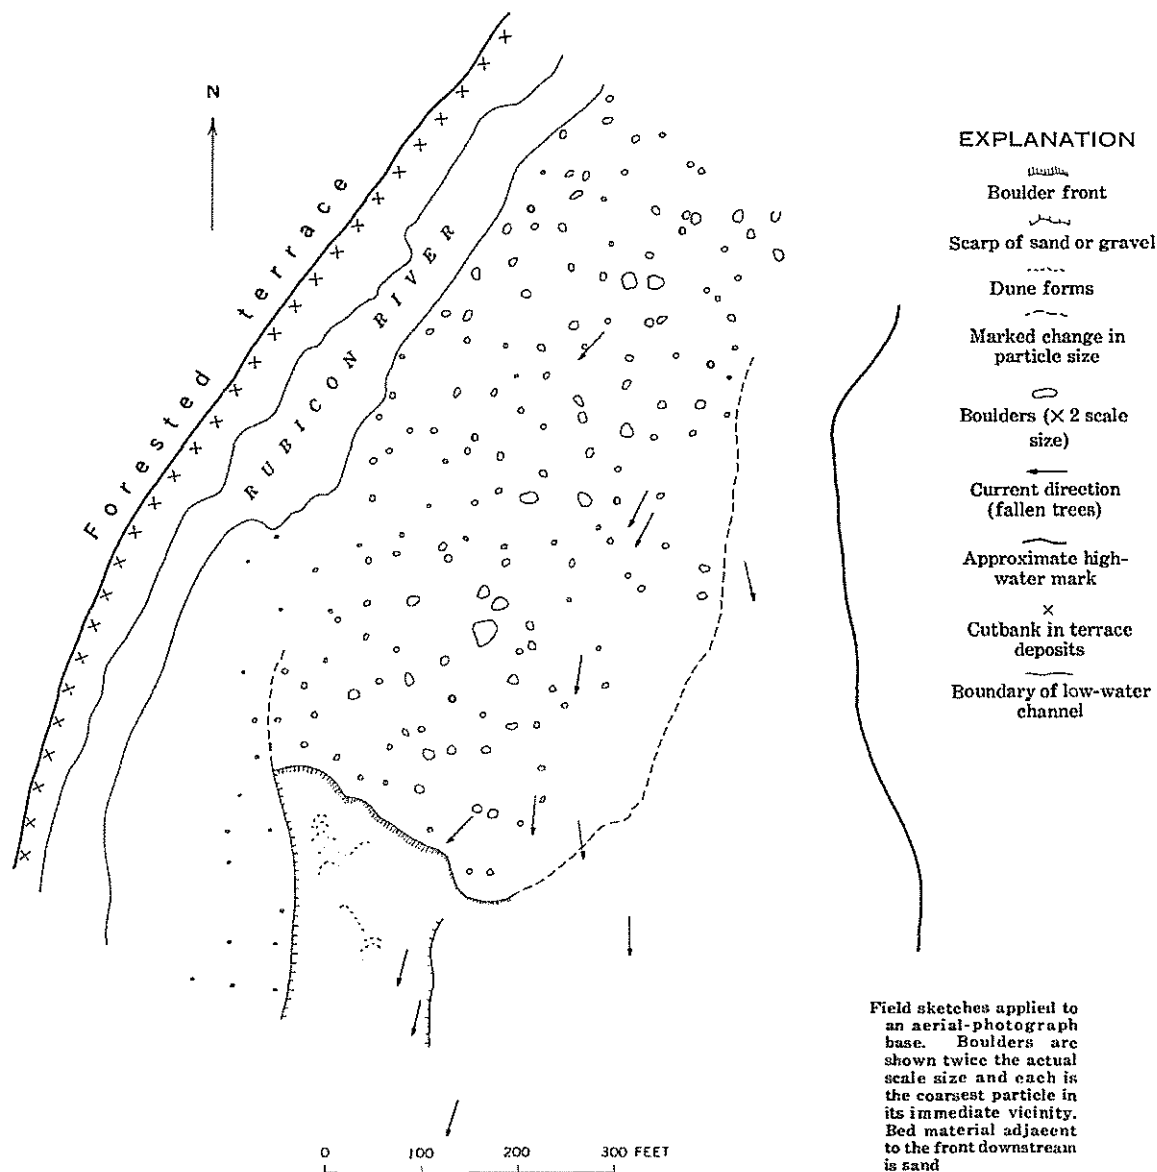 N
Forested terrace
RUBICON RIVER
EXPLANATION
Boulder front
Scarp of sand or gravel
Dune forms
Marked change in
particle size
Boulders (× 2 scale
size)
Current direction
(fallen trees)
Approximate high-
water mark
×
Cutbank in terrace
deposits
Boundary of low-water
channel
Field sketches applied to
an aerial-photograph
base. Boulders are
shown twice the actual
scale size and each is
the coarsest particle in
its immediate vicinity.
Bed material adjacent
to the front downstream
is sand
0 100 200 300 FEET